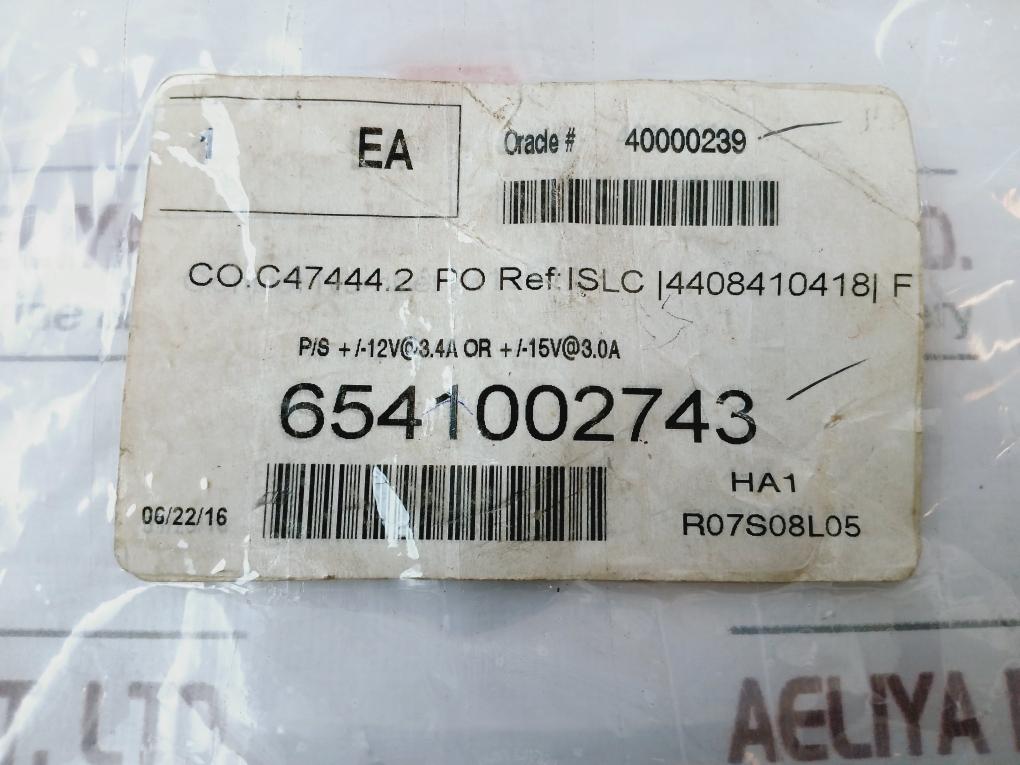 1 EA Oracle # 40000239
CO.C47444.2 PO Ref:ISLC |4408410418| F
P/S +/-12V@3.4A OR +/-15V@3.0A
6541002743
HA1
06/22/16 R07S08L05
AELIYA